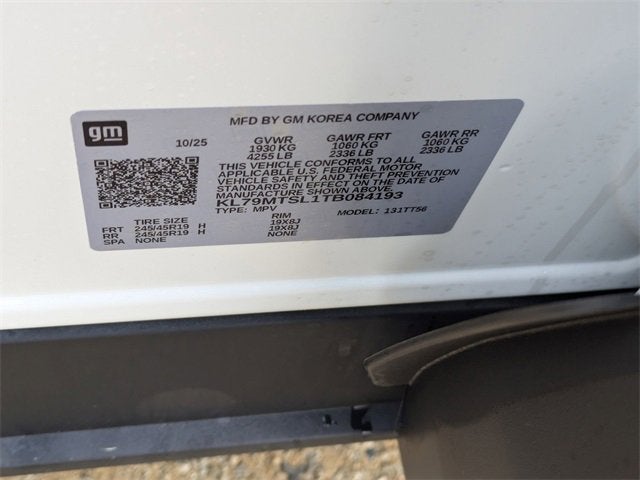 gm
MFD BY GM KOREA COMPANY
10/25 GVWR GAWR FRT GAWR RR
1930 KG 1060 KG 1060 KG
4255 LB 2336 LB 2336 LB
THIS VEHICLE CONFORMS TO ALL
APPLICABLE U.S. FEDERAL MOTOR
VEHICLE SAFETY AND THEFT PREVENTION
STANDARDS IN EFFECT ON THE DATE OF
MANUFACTURE SHOWN ABOVE.
KL79MTSL1TB084193
TYPE: MPV MODEL: 131TT56
TIRE SIZE RIM
FRT 245/45R19 H 19X8J
RR 245/45R19 H 19X8J
SPA NONE NONE